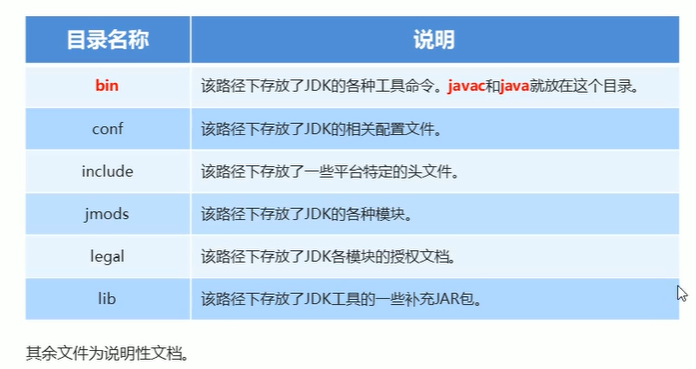 目录名称 说明
bin 该路径下存放了JDK的各种工具命令。javac和java就放在这个目录。
conf 该路径下存放了JDK的相关配置文件。
include 该路径下存放了一些平台特定的头文件。
jmods 该路径下存放了JDK的各种模块。
legal 该路径下存放了JDK各模块的授权文档。
lib 该路径下存放了JDK工具的一些补充JAR包。
其余文件为说明性文档。